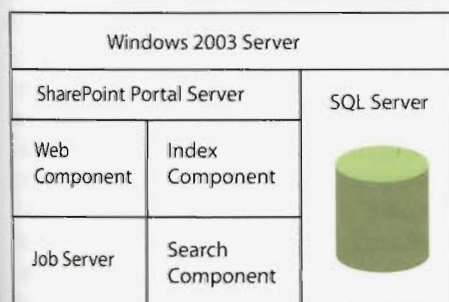 Windows 2003 Server
SharePoint Portal Server
SQL Server
Web
Component
Index
Component
Job Server
Search
Component